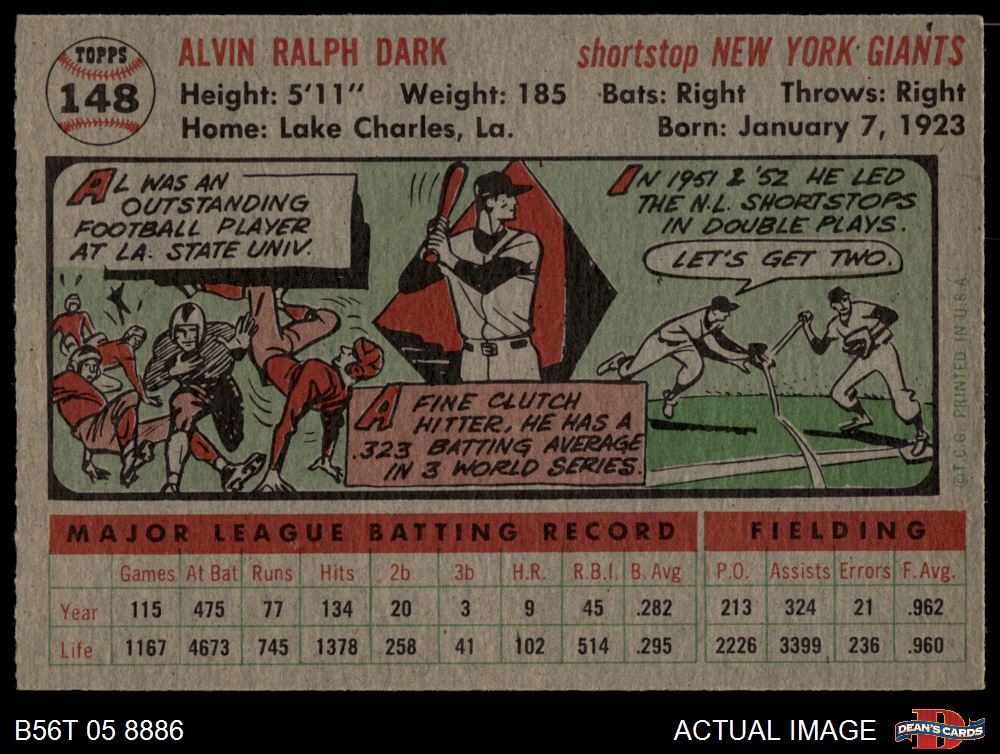 TOPPS
148
ALVIN RALPH DARK
shortstop NEW YORK GIANTS
Height: 5'11" Weight: 185 Bats: Right Throws: Right
Home: Lake Charles, La. Born: January 7, 1923
AL WAS AN
OUTSTANDING
FOOTBALL PLAYER
AT LA. STATE UNIV.
A FINE CLUTCH
HITTER, HE HAS A
.323 BATTING AVERAGE
IN 3 WORLD SERIES.
IN 1951 & '52 HE LED
THE N.L. SHORTSTOPS
IN DOUBLE PLAYS.
LET'S GET TWO.
© T.C.G. PRINTED IN U.S.A.
MAJOR LEAGUE BATTING RECORD FIELDING
Games At Bat Runs Hits 2b 3b H.R. R.B.I. B. Avg P.O. Assists Errors F. Avg.
Year 115 475 77 134 20 3 9 45 .282 213 324 21 .962
Life 1167 4673 745 1378 258 41 102 514 .295 2226 3399 236 .960
B56T 05 8886 ACTUAL IMAGE DEAN'S CARDS